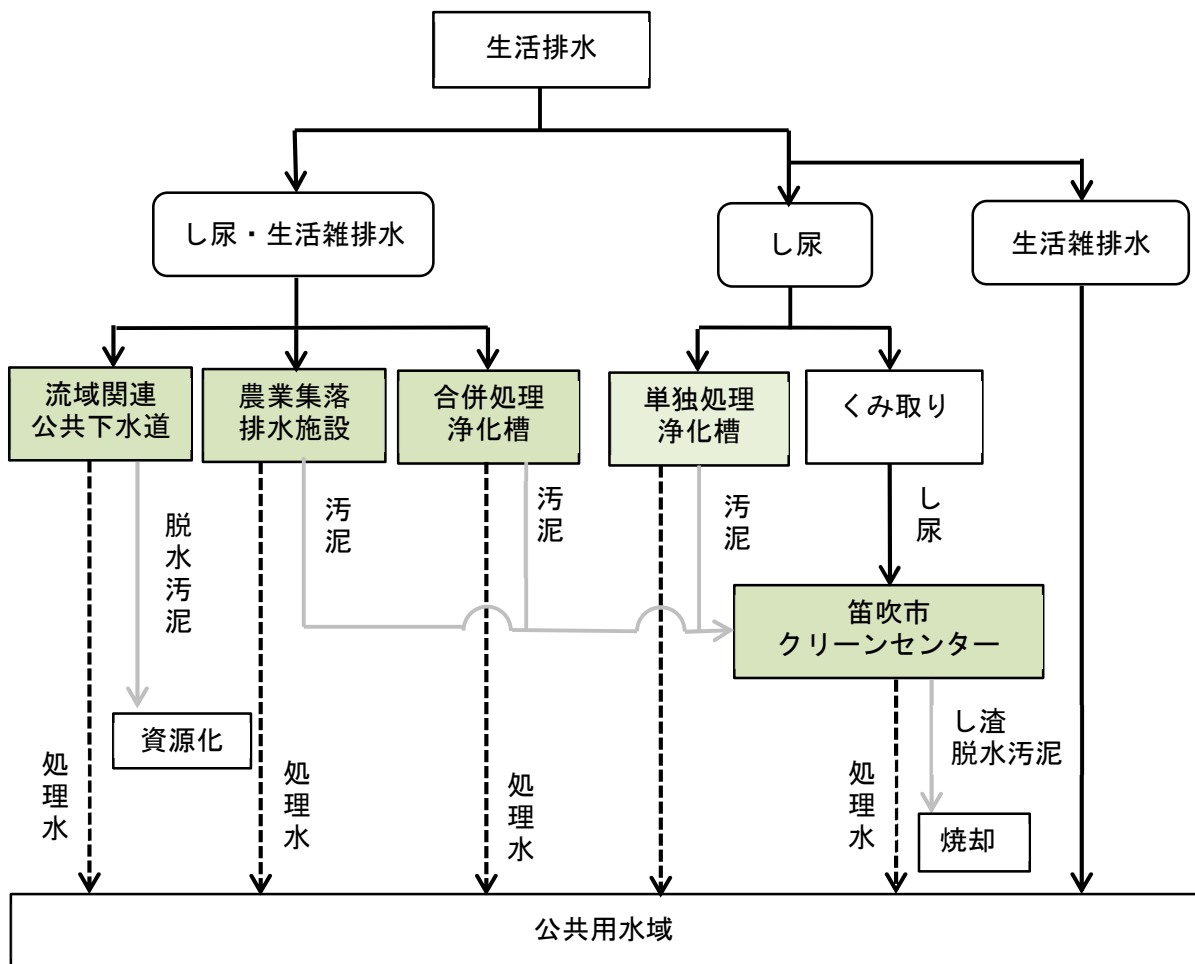 生活排水
し尿・生活雑排水
し尿
生活雑排水
流域関連
公共下水道
農業集落
排水施設
合併処理
浄化槽
単独処理
浄化槽
くみ取り
脱水汚泥
汚泥
汚泥
汚泥
し尿
笛吹市
クリーンセンター
資源化
し渣
脱水汚泥
処理水
処理水
処理水
処理水
焼却
公共用水域